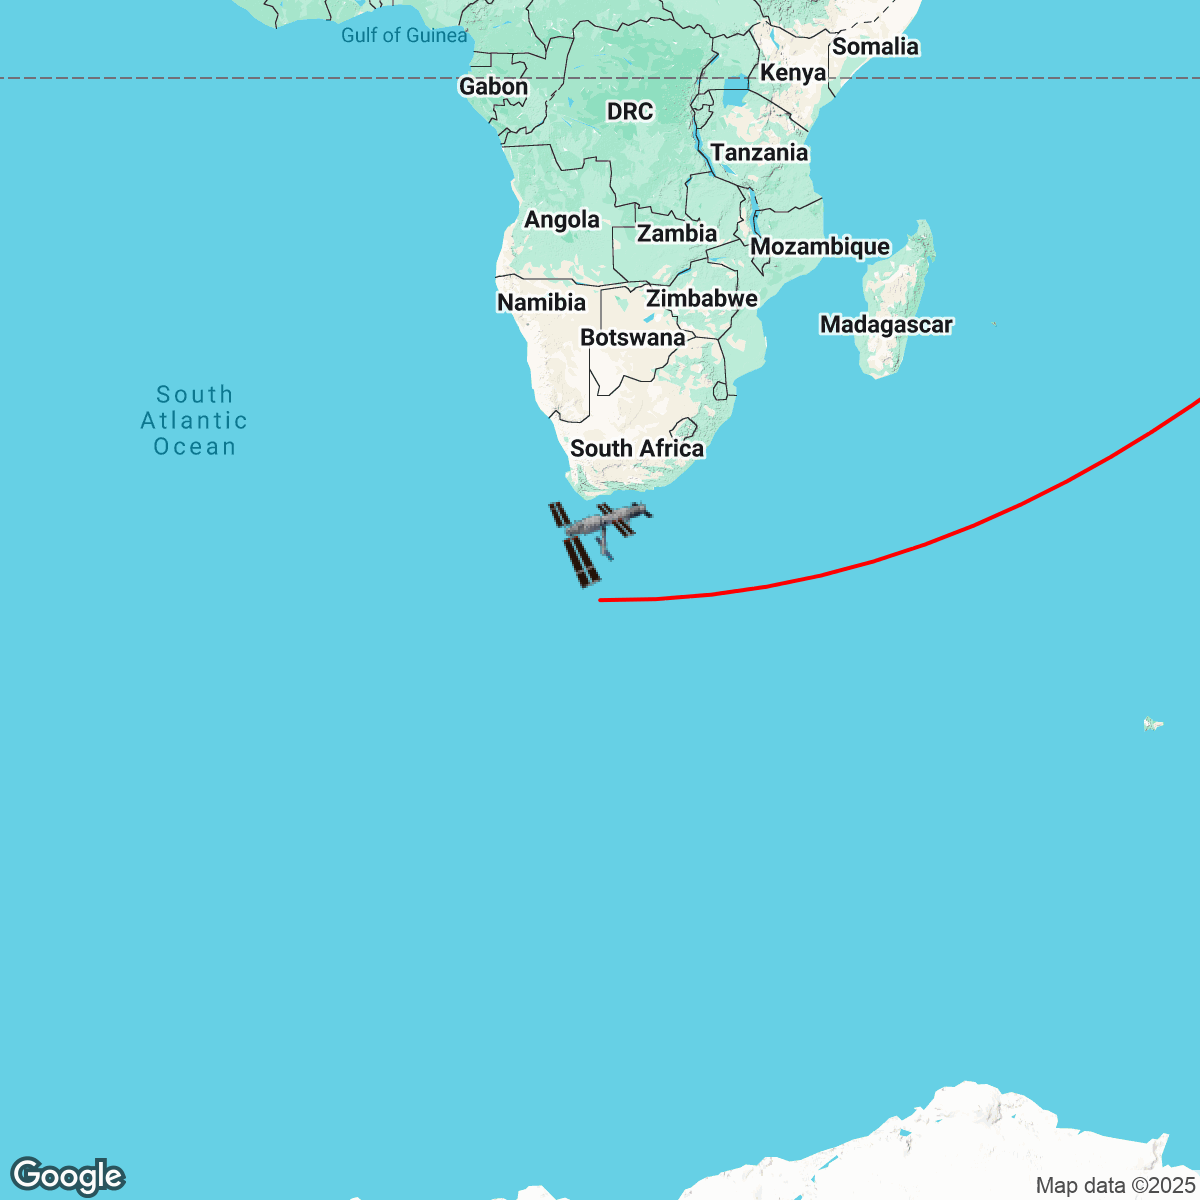 Gulf of Guinea
Somalia
Kenya
Gabon
DRC
Tanzania
Angola
Zambia
Mozambique
Namibia
Zimbabwe
Madagascar
Botswana
South
Atlantic
Ocean
South Africa
Google
Map data ©2025